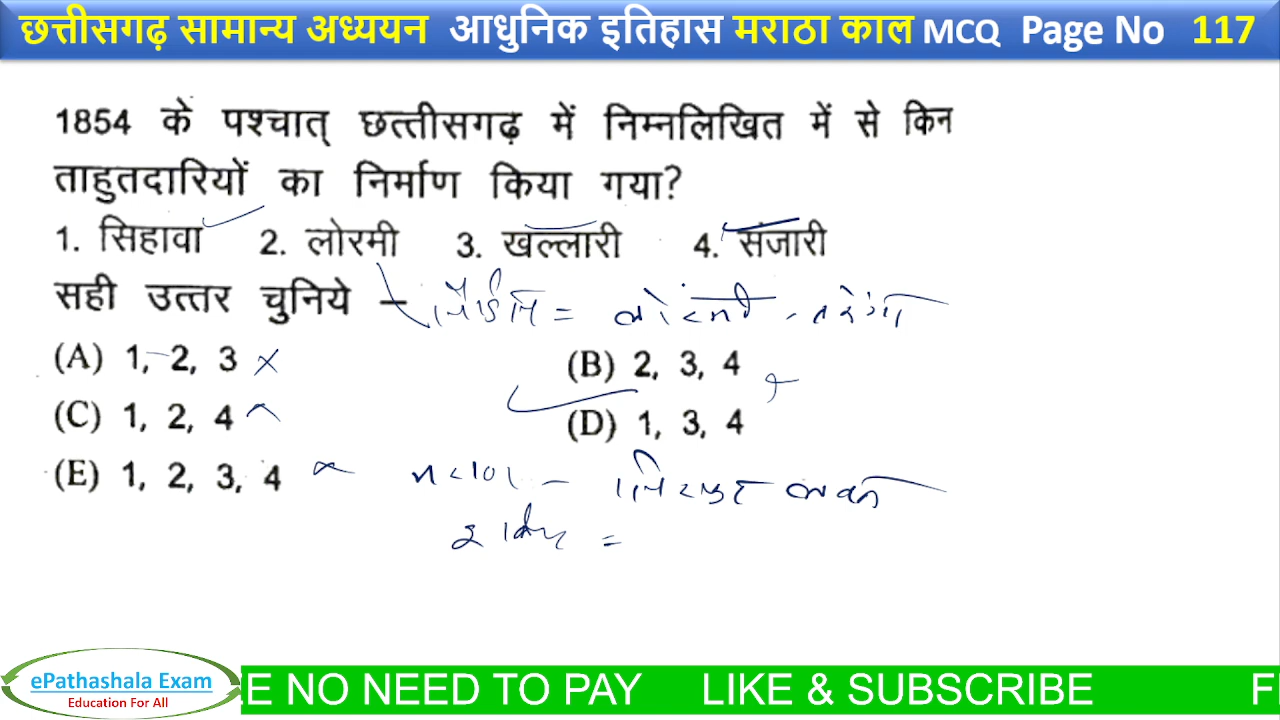 छत्तीसगढ़ सामान्य अध्ययन आधुनिक इतिहास मराठा काल MCQ Page No 117
1854 के पश्चात् छत्तीसगढ़ में निम्नलिखित में से किन
ताहुतदारियों का निर्माण किया गया?
1. सिहावा 2. लोरमी 3. खल्लारी 4. संजारी
सही उत्तर चुनिये –
(A) 1, 2, 3
(B) 2, 3, 4
(C) 1, 2, 4
(D) 1, 3, 4
(E) 1, 2, 3, 4
ePathashala Exam
Education For All
EE NO NEED TO PAY LIKE & SUBSCRIBE F